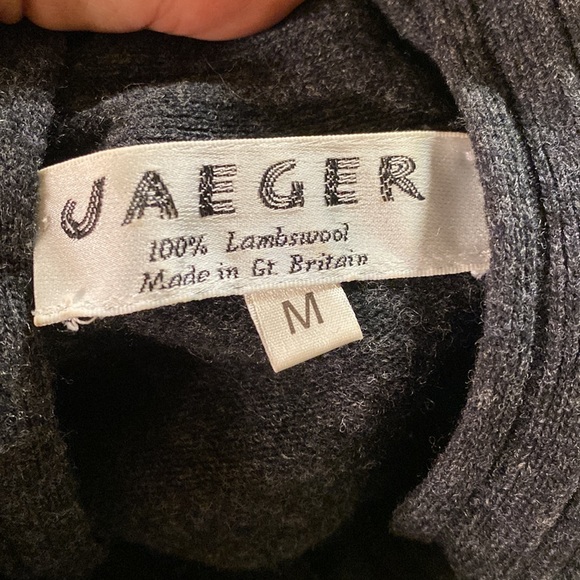 JAEGER
100% Lambswool
Made in Gt. Britain
M